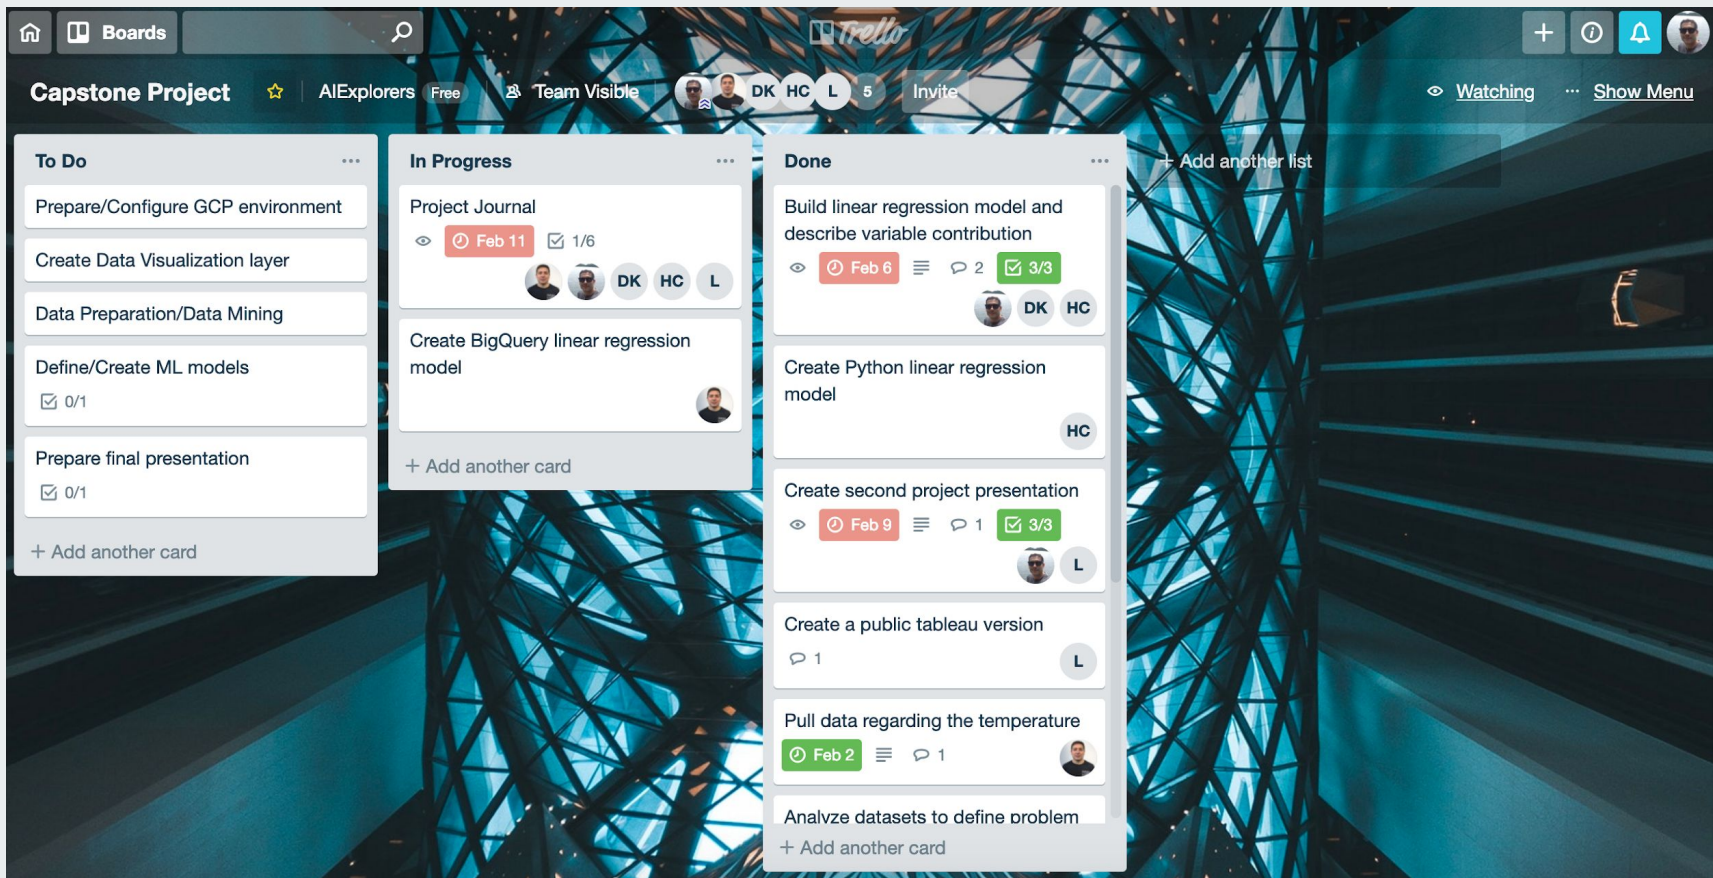 Boards
Trello
Capstone Project
AIExplorers Free
Team Visible
DK HC L 5 Invite
Watching
... Show Menu
To Do ...
Prepare/Configure GCP environment
Create Data Visualization layer
Data Preparation/Data Mining
Define/Create ML models
0/1
Prepare final presentation
0/1
+ Add another card
In Progress ...
Project Journal
Feb 11 1/6
DK HC L
Create BigQuery linear regression
model
+ Add another card
Done ...
Build linear regression model and
describe variable contribution
Feb 6 2 3/3
DK HC
Create Python linear regression
model
HC
Create second project presentation
Feb 9 1 3/3
L
Create a public tableau version
1 L
Pull data regarding the temperature
Feb 2 1
Analyze datasets to define problem
+ Add another card
+ Add another list